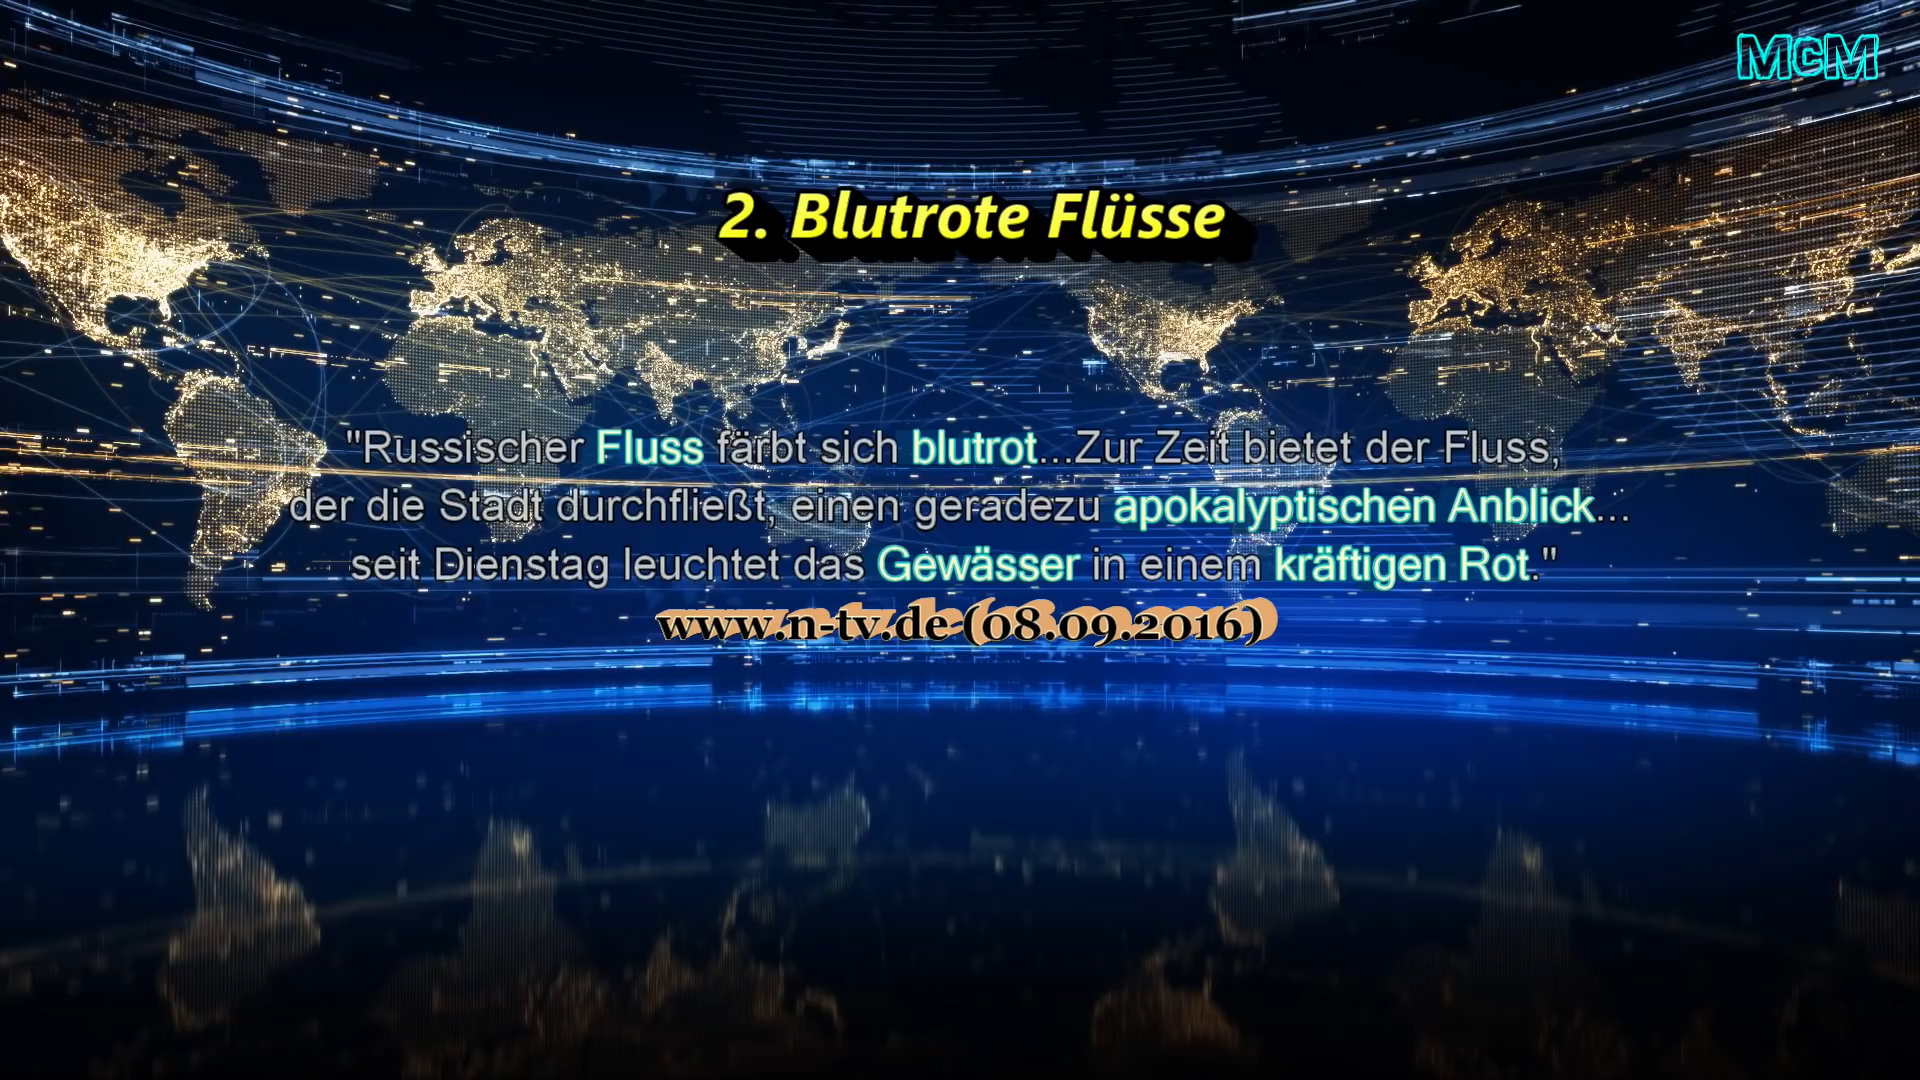 MCM
2. Blutrote Flüsse
"Russischer Fluss färbt sich blutrot...Zur Zeit bietet der Fluss,
der die Stadt durchfließt, einen geradezu apokalyptischen Anblick...
seit Dienstag leuchtet das Gewässer in einem kräftigen Rot."
www.n-tv.de (08.09.2016)